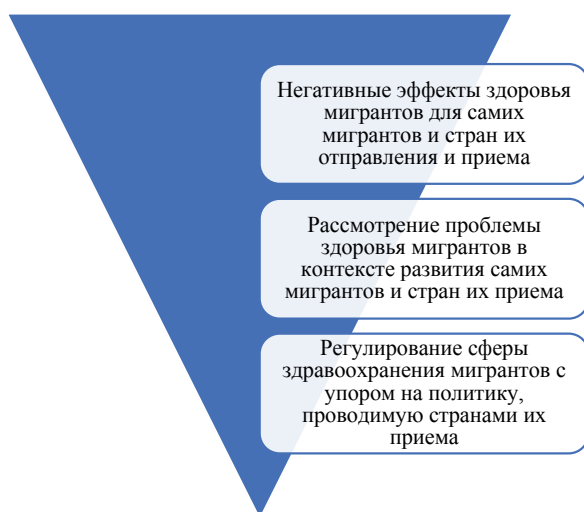 Негативные эффекты здоровья
мигрантов для самих
мигрантов и стран их
отправления и приема
Рассмотрение проблемы
здоровья мигрантов в
контексте развития самих
мигрантов и стран их приема
Регулирование сферы
здравоохранения мигрантов с
упором на политику,
проводимую странами их
приема